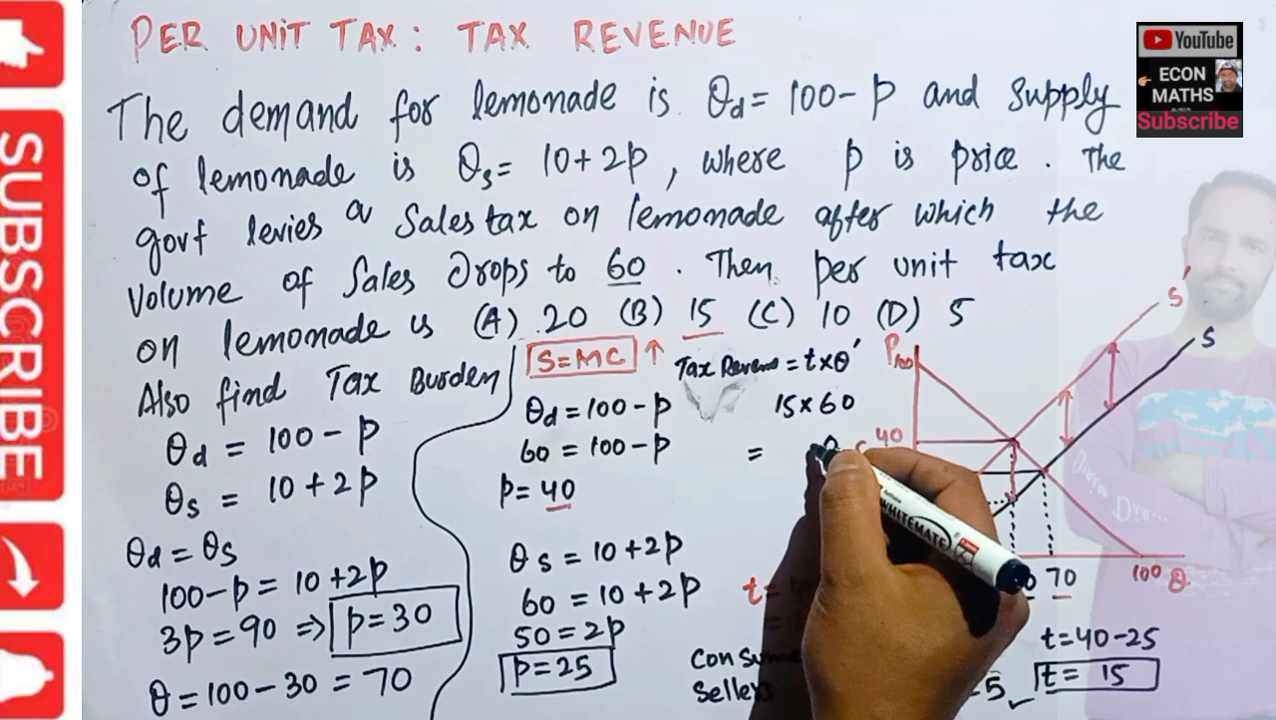 PER UNIT TAX: TAX REVENUE
The demand for lemonade is Qd = 100 - p and supply
of lemonade is Qs = 10 + 2p, where p is price. The
govt levies a sales tax on lemonade after which the
volume of sales drops to 60. Then per unit tax
on lemonade is (A) 20 (B) 15 (C) 10 (D) 5
Also find Tax Burden
Qd = 100 - p
Qs = 10 + 2p
Qd = Qs
100 - p = 10 + 2p
3p = 90 => p = 30
Q = 100 - 30 = 70
S = MC ↑
Qd = 100 - p
60 = 100 - p
p = 40
Qs = 10 + 2p
60 = 10 + 2p
50 = 2p
p = 25
Tax Revenue = t × Q'
15 × 60
=
t =
Sellers
P
100
40
S'
S
70
100 Q
t = 40 - 25
t = 15
= 5 ✓
YouTube
ECON
MATHS
Subscribe
SUBSCRIBE